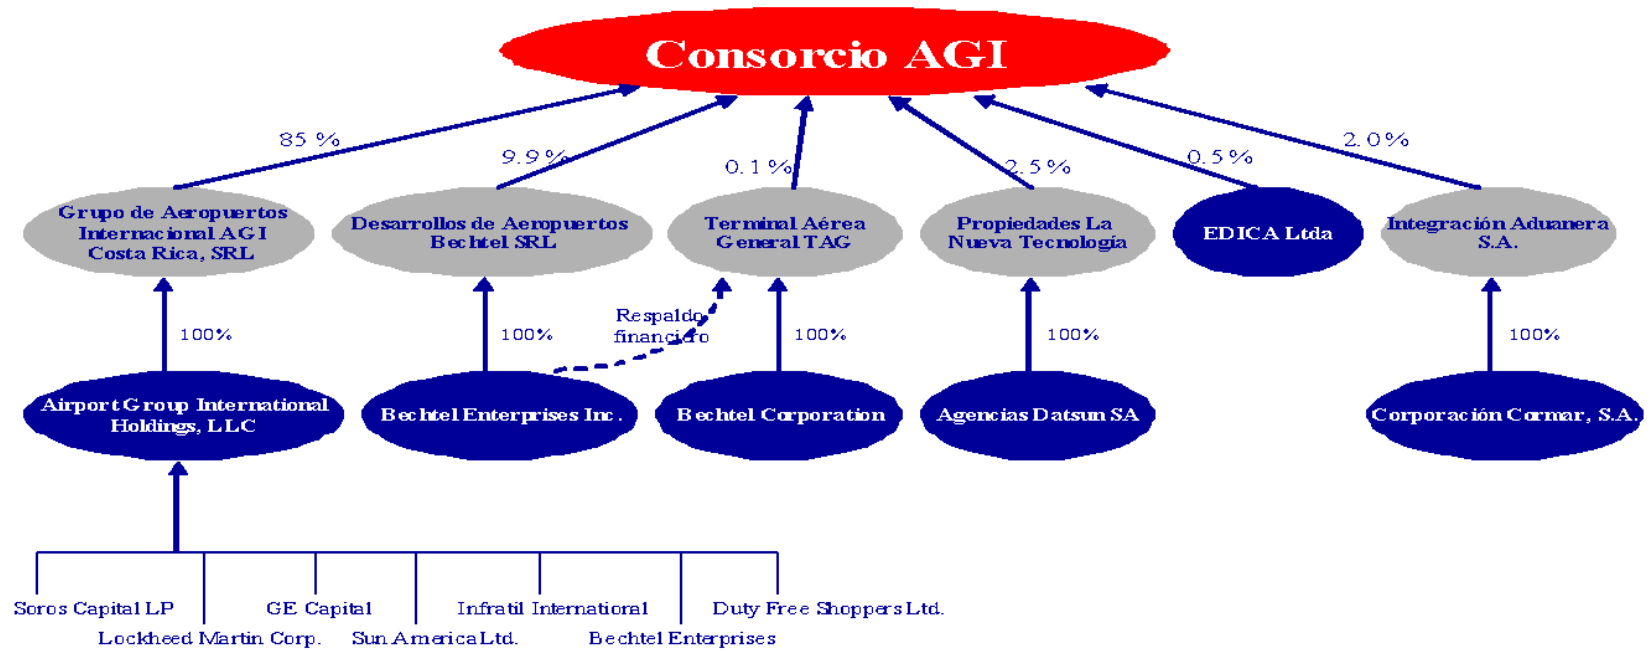 Consorcio AGI
85 %
9.9%
0.1%
2.5%
0.5%
2.0%
Grupo de Aeropuertos
Internacional AGI
Costa Rica, SRL
Desarrollos de Aeropuertos
Bechtel SRL
Terminal Aérea
General TAG
Propiedades La
Nueva Tecnología
EDICA Ltda
Integración Aduanera
S.A.
Respaldo
financiero
100%
100%
100%
100%
100%
Airport Group International
Holdings, LLC
Bechtel Enterprises Inc.
Bechtel Corporation
Agencias Datsun SA
Corporación Cormar, S.A.
Soros Capital LP
Lockheed Martin Corp.
GE Capital
Sun America Ltd.
Infratil International
Bechtel Enterprises
Duty Free Shoppers Ltd.